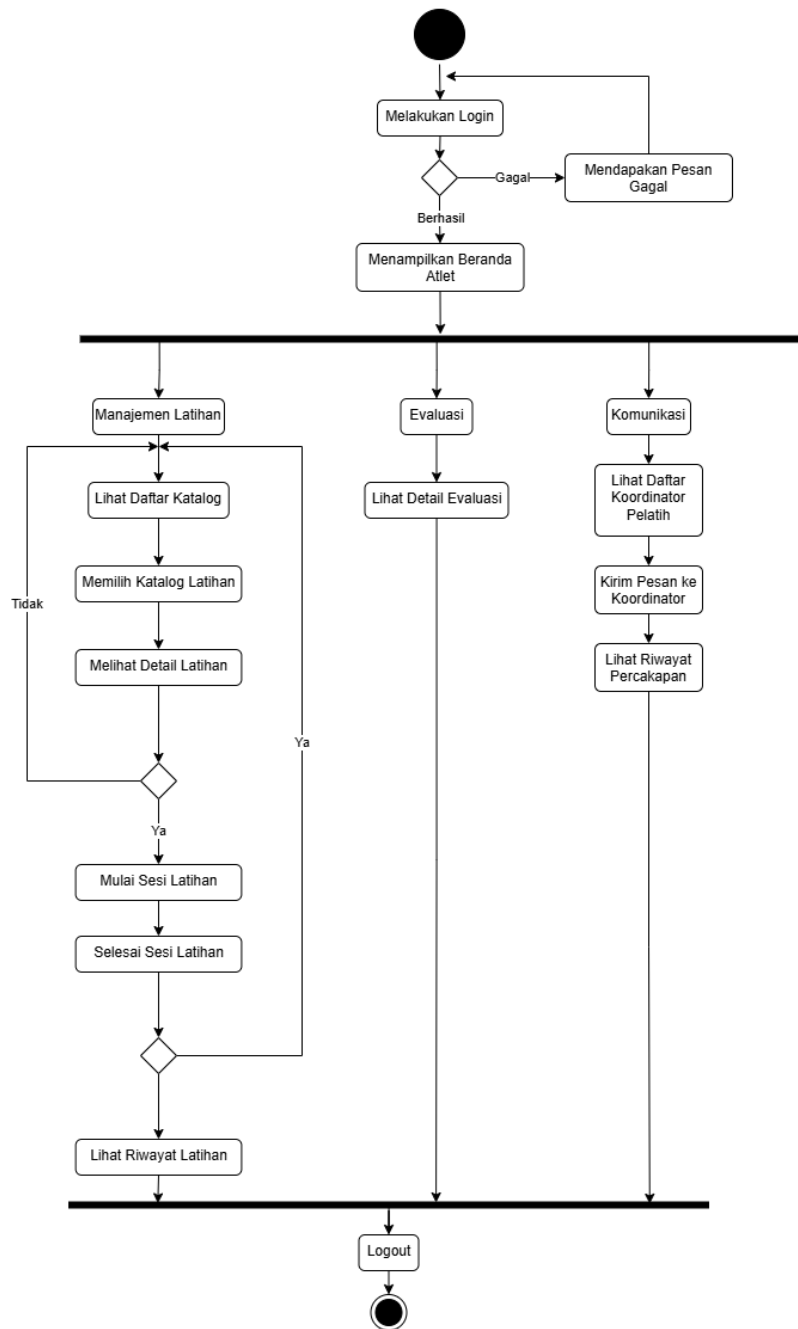 Melakukan Login
Gagal
Mendapakan Pesan
Gagal
Berhasil
Menampilkan Beranda
Atlet
Manajemen Latihan
Lihat Daftar Katalog
Memilih Katalog Latihan
Tidak
Melihat Detail Latihan
Ya
Ya
Mulai Sesi Latihan
Selesai Sesi Latihan
Lihat Riwayat Latihan
Evaluasi
Lihat Detail Evaluasi
Komunikasi
Lihat Daftar
Koordinator
Pelatih
Kirim Pesan ke
Koordinator
Lihat Riwayat
Percakapan
Logout